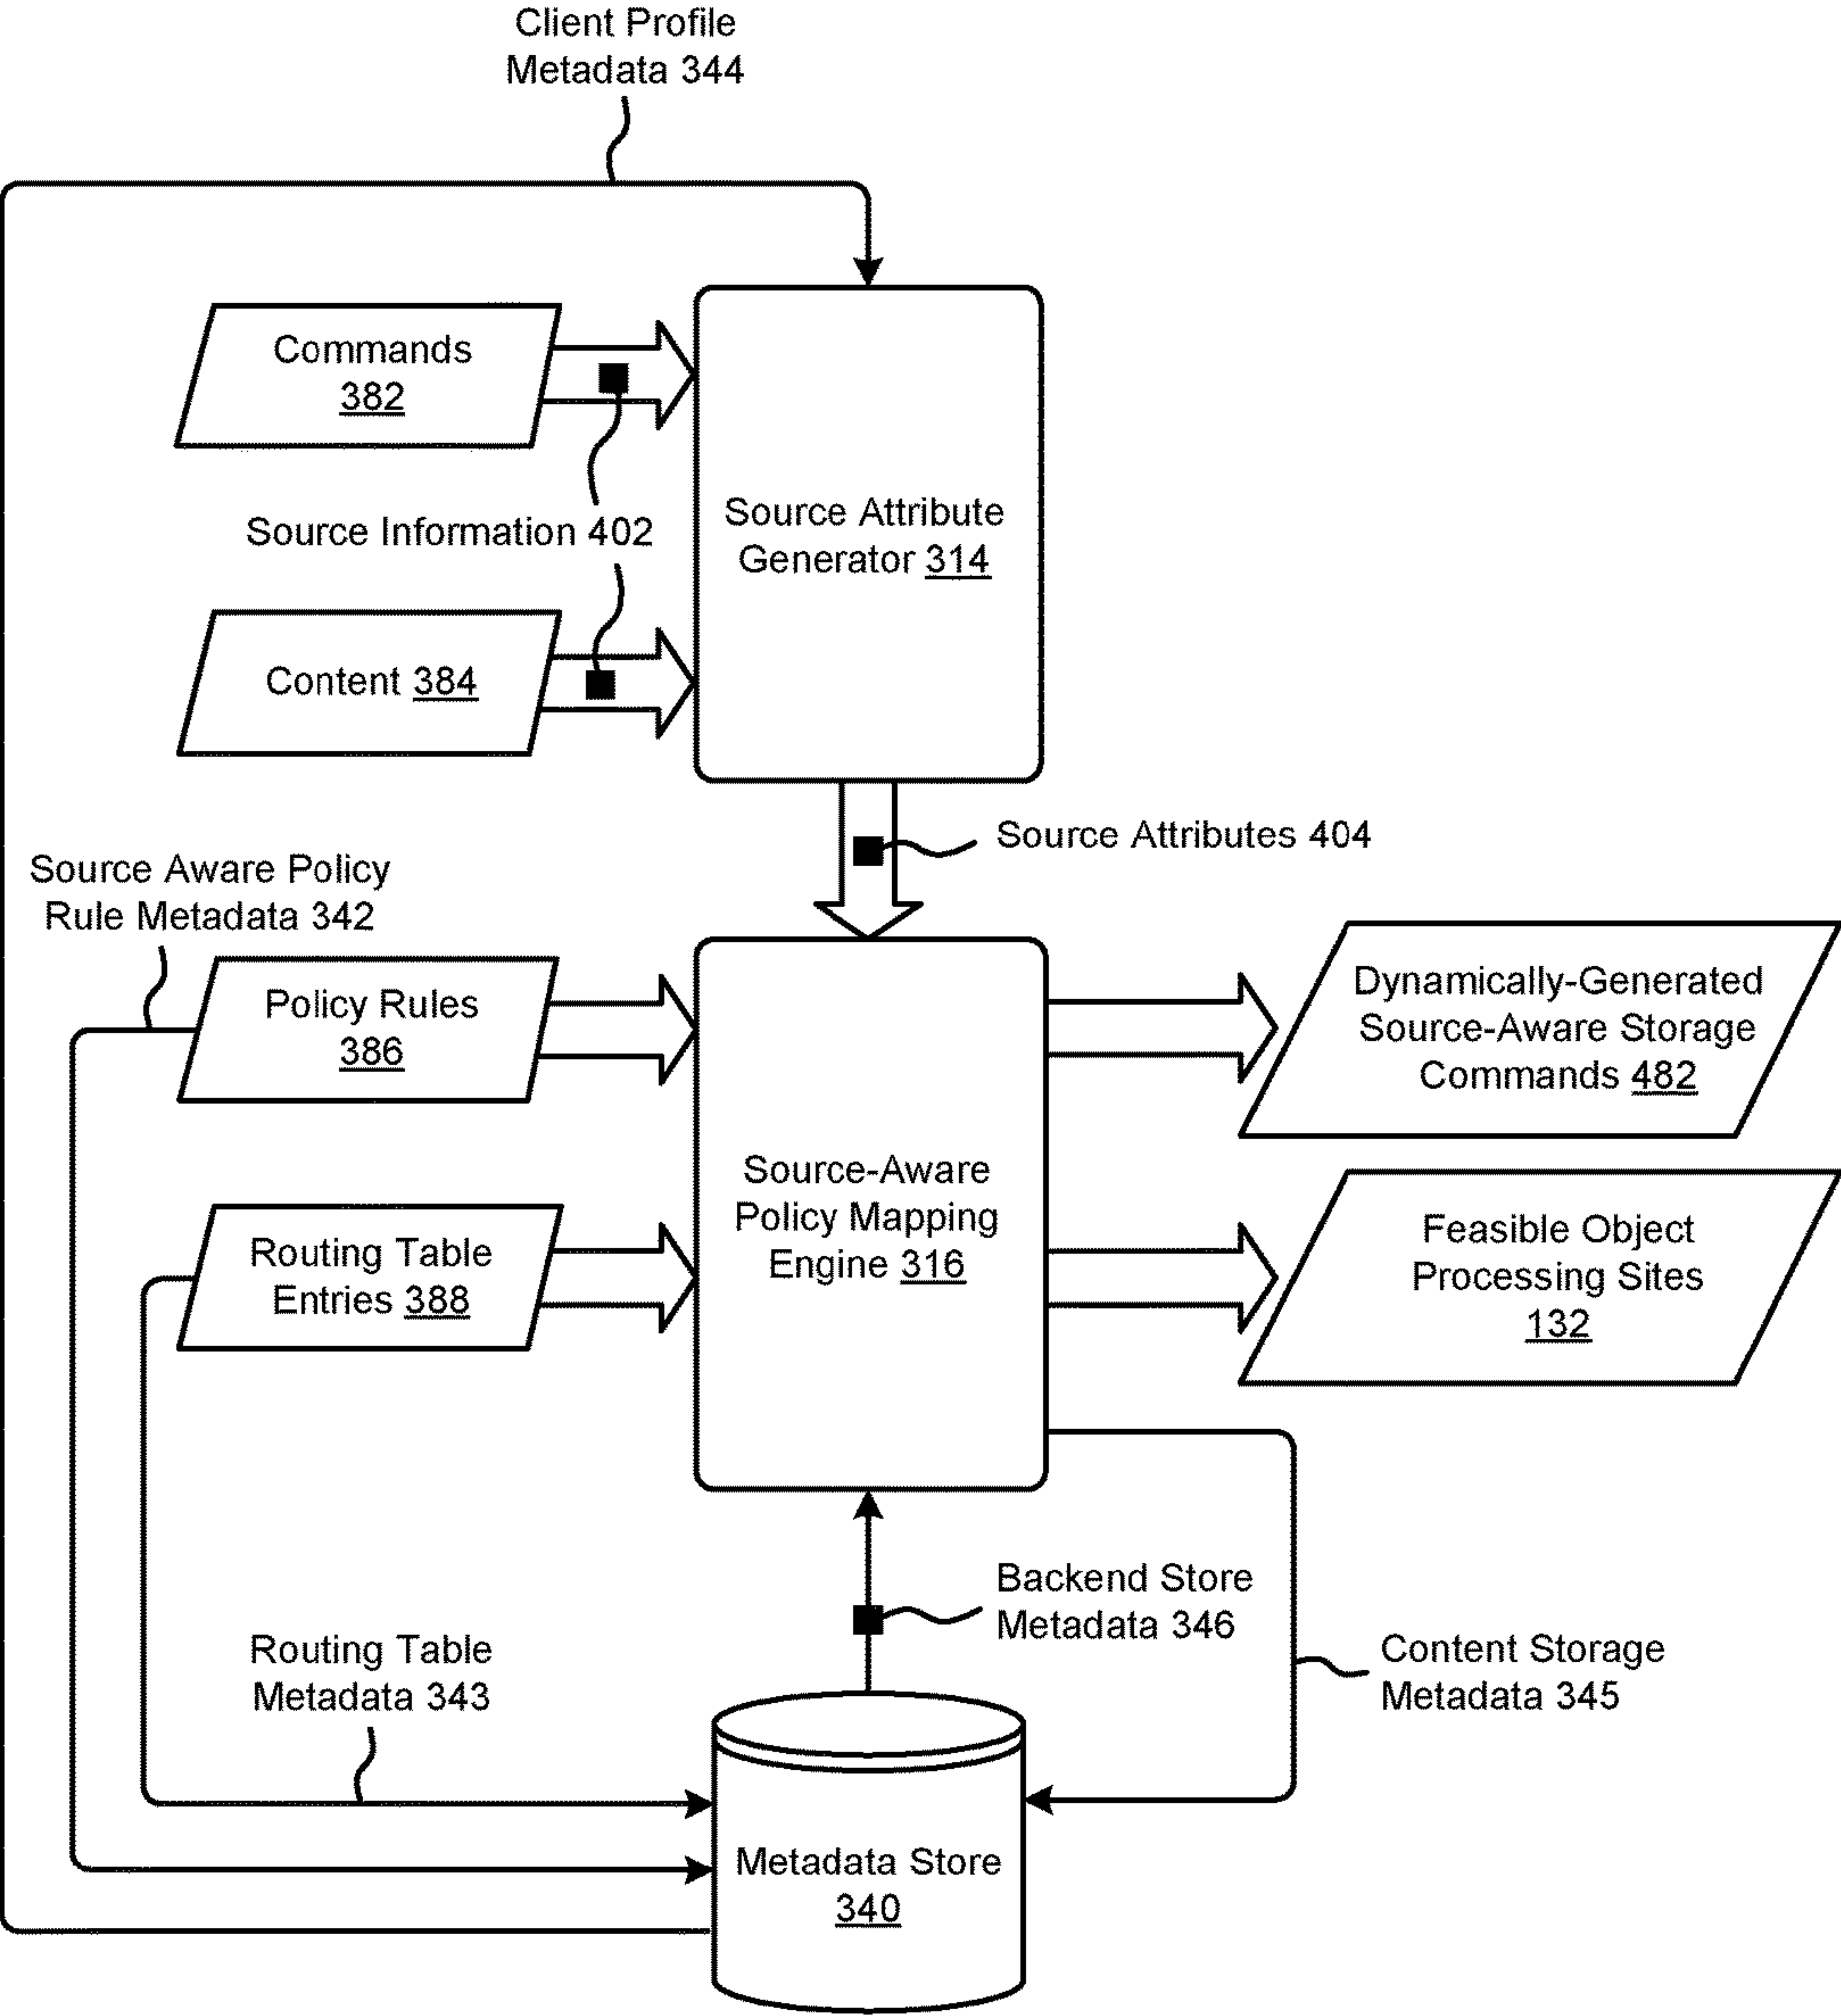 Client Profile
Metadata 344
Commands
382
Source Information 402
Source Attribute
Generator 314
Content 384
Source Attributes 404
Source Aware Policy
Rule Metadata 342
Policy Rules
386
Dynamically-Generated
Source-Aware Storage
Commands 482
Source-Aware
Policy Mapping
Engine 316
Routing Table
Entries 388
Feasible Object
Processing Sites
132
Backend Store
Metadata 346
Routing Table
Metadata 343
Content Storage
Metadata 345
Metadata Store
340